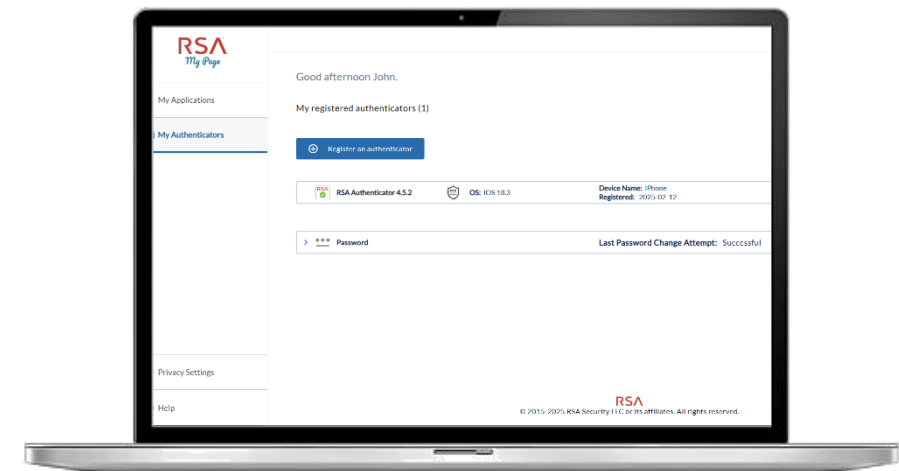 RSA
My Page
My Applications
My Authenticators
Privacy Settings
Help
Good afternoon John.
My registered authenticators (1)
Register an authenticator
RSA
RSA Authenticator 4.5.2
OS: IOS 18.3
Device Name: iPhone
Registered: 2025-02-12
Password
Last Password Change Attempt: Successful
RSA
© 2015-2025 RSA Security LLC or its affiliates. All rights reserved.